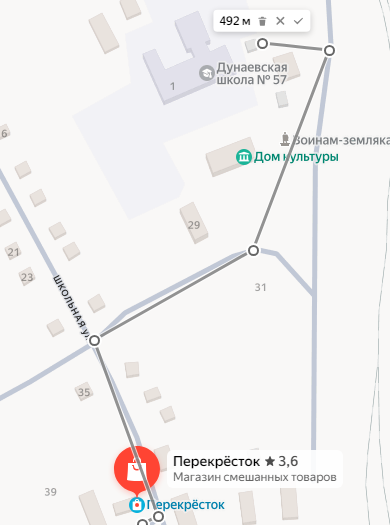 492 м
Дунаевская
школа № 57
1
Воинам-земляка
Дом культуры
6
29
21
23
ШКОЛЬНАЯ У
31
35
Перекрёсток ★ 3,6
Магазин смешанных товаров
39
Перекрёсток